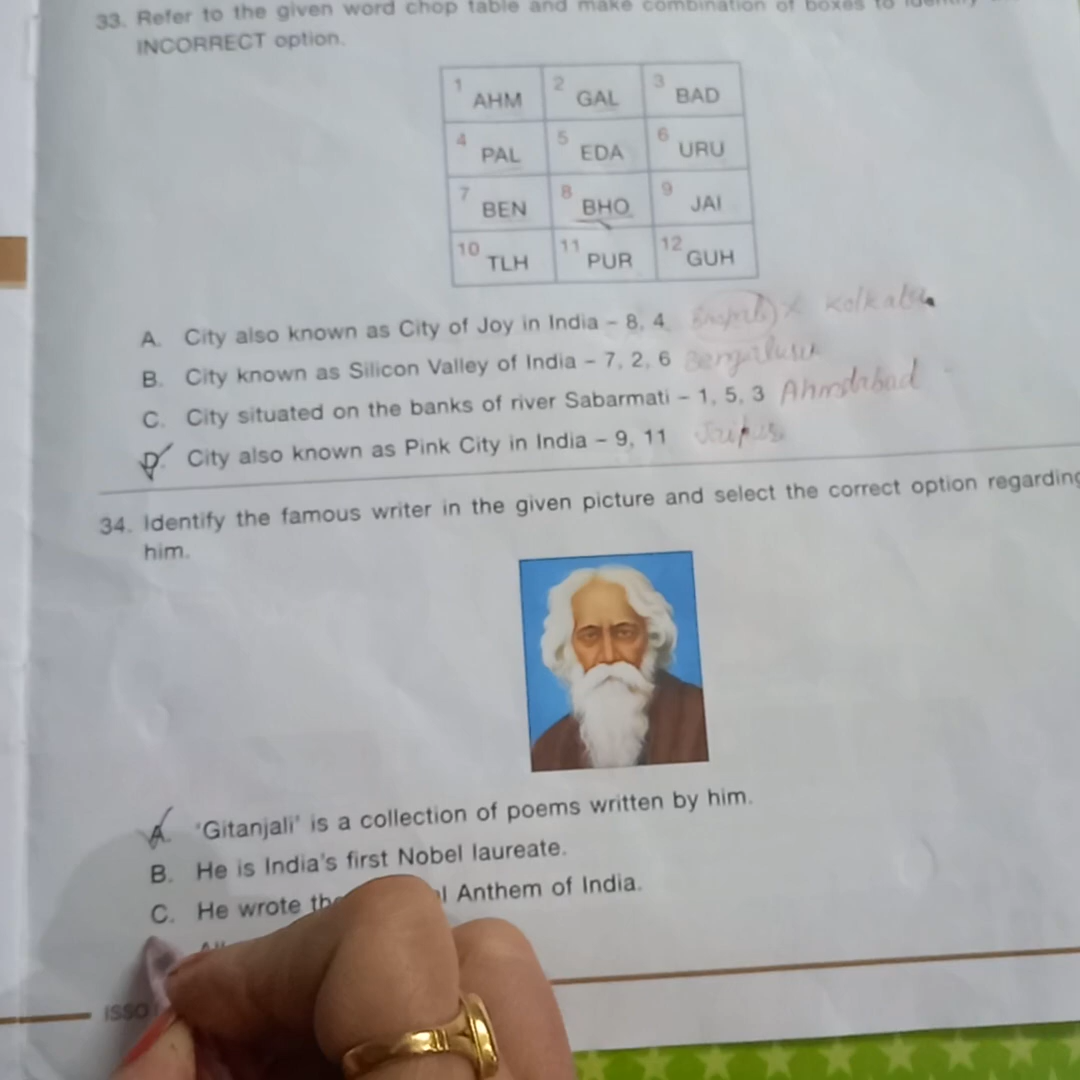 33. Refer to the given word chop table and make combination of boxes to
INCORRECT option.
1 AHM 2 GAL 3 BAD
4 PAL 5 EDA 6 URU
7 BEN 8 BHO 9 JAI
10 TLH 11 PUR 12 GUH
A. City also known as City of Joy in India – 8, 4 Kolkata
B. City known as Silicon Valley of India – 7, 2, 6
C. City situated on the banks of river Sabarmati – 1, 5, 3 Ahmdabad
D. City also known as Pink City in India – 9, 11
34. Identify the famous writer in the given picture and select the correct option regarding
him.
A. 'Gitanjali' is a collection of poems written by him.
B. He is India's first Nobel laureate.
C. He wrote Anthem of India.
ISSO